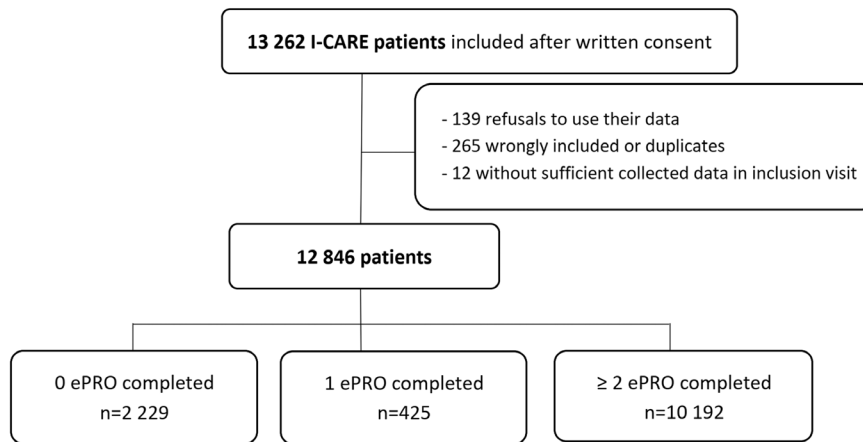 13 262 I-CARE patients included after written consent
- 139 refusals to use their data
- 265 wrongly included or duplicates
- 12 without sufficient collected data in inclusion visit
12 846 patients
0 ePRO completed
n=2 229
1 ePRO completed
n=425
≥ 2 ePRO completed
n=10 192